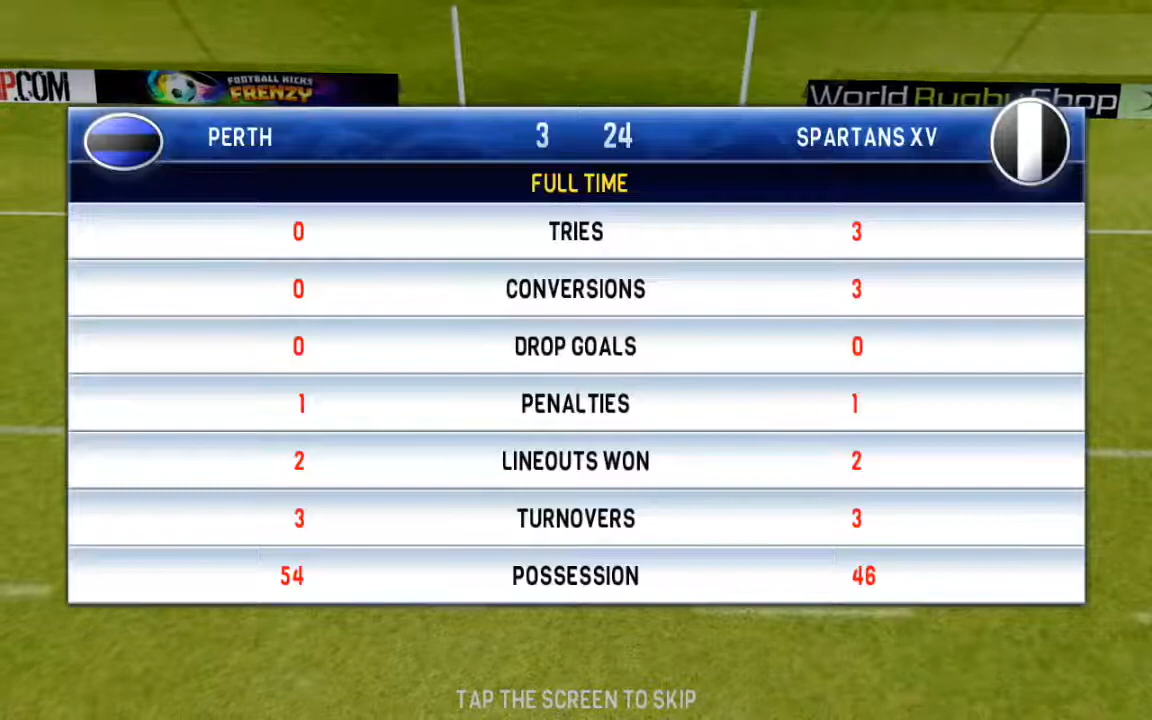 P.COM
FOOTBALL KICKS
FRENZY
World Rugby Shop
PERTH 3 24 SPARTANS XV
FULL TIME
0 TRIES 3
0 CONVERSIONS 3
0 DROP GOALS 0
1 PENALTIES 1
2 LINEOUTS WON 2
3 TURNOVERS 3
54 POSSESSION 46
TAP THE SCREEN TO SKIP